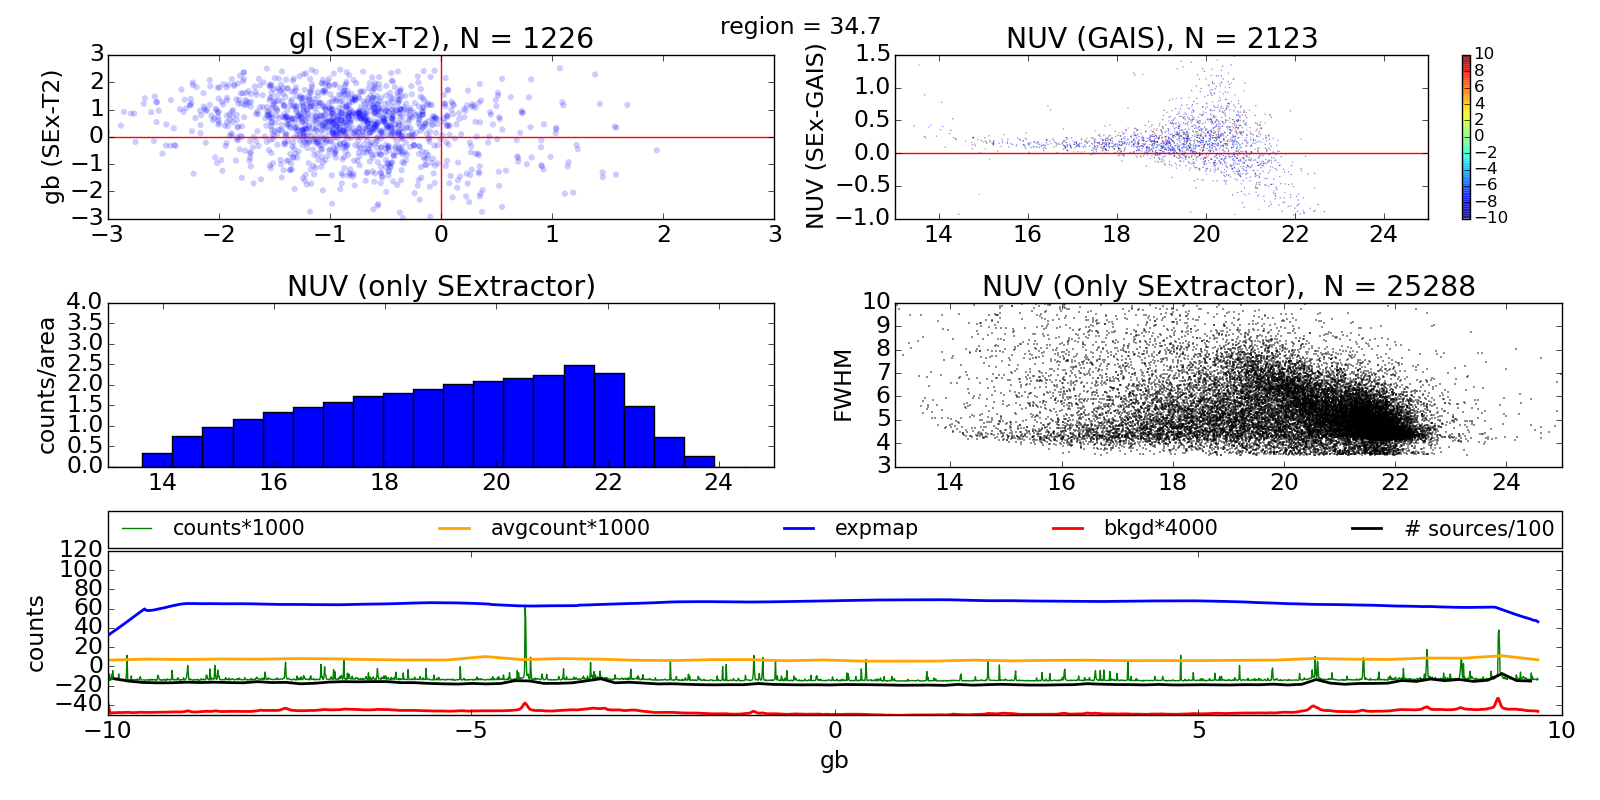 region = 34.7
gl (SEx-T2), N = 1226
NUV (GAIS), N = 2123
gb (SEx-T2)
3
2
1
0
−1
−2
−3
−3 −2 −1 0 1 2 3
NUV (SEx-GAIS)
1.5
1.0
0.5
0.0
−0.5
−1.0
14 16 18 20 22 24
10
8
6
4
2
0
−2
−4
−6
−8
−10
NUV (only SExtractor)
counts/area
4.0
3.5
3.0
2.5
2.0
1.5
1.0
0.5
0.0
14 16 18 20 22 24
NUV (Only SExtractor), N = 25288
FWHM
10
9
8
7
6
5
4
3
14 16 18 20 22 24
counts*1000 avgcount*1000 expmap bkgd*4000 # sources/100
counts
120
100
80
60
40
20
0
−20
−40
−10 −5 0 5 10
gb